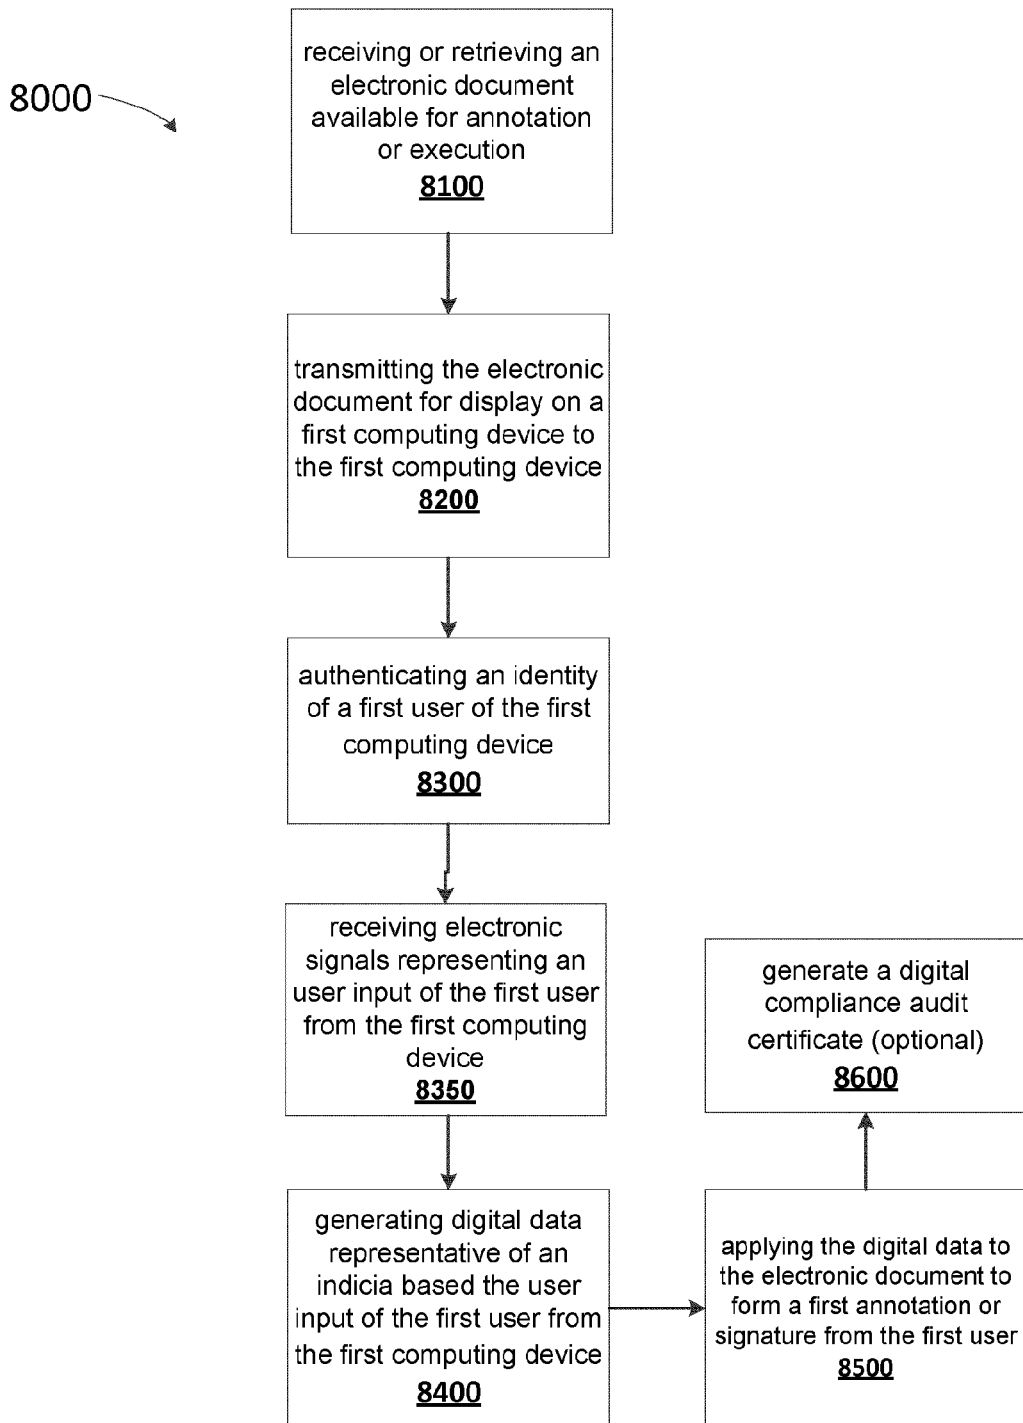 8000
receiving or retrieving an
electronic document
available for annotation
or execution
8100
transmitting the electronic
document for display on a
first computing device to
the first computing device
8200
authenticating an identity
of a first user of the first
computing device
8300
receiving electronic
signals representing an
user input of the first user
from the first computing
device
8350
generating digital data
representative of an
indicia based the user
input of the first user from
the first computing device
8400
applying the digital data to
the electronic document to
form a first annotation or
signature from the first user
8500
generate a digital
compliance audit
certificate (optional)
8600